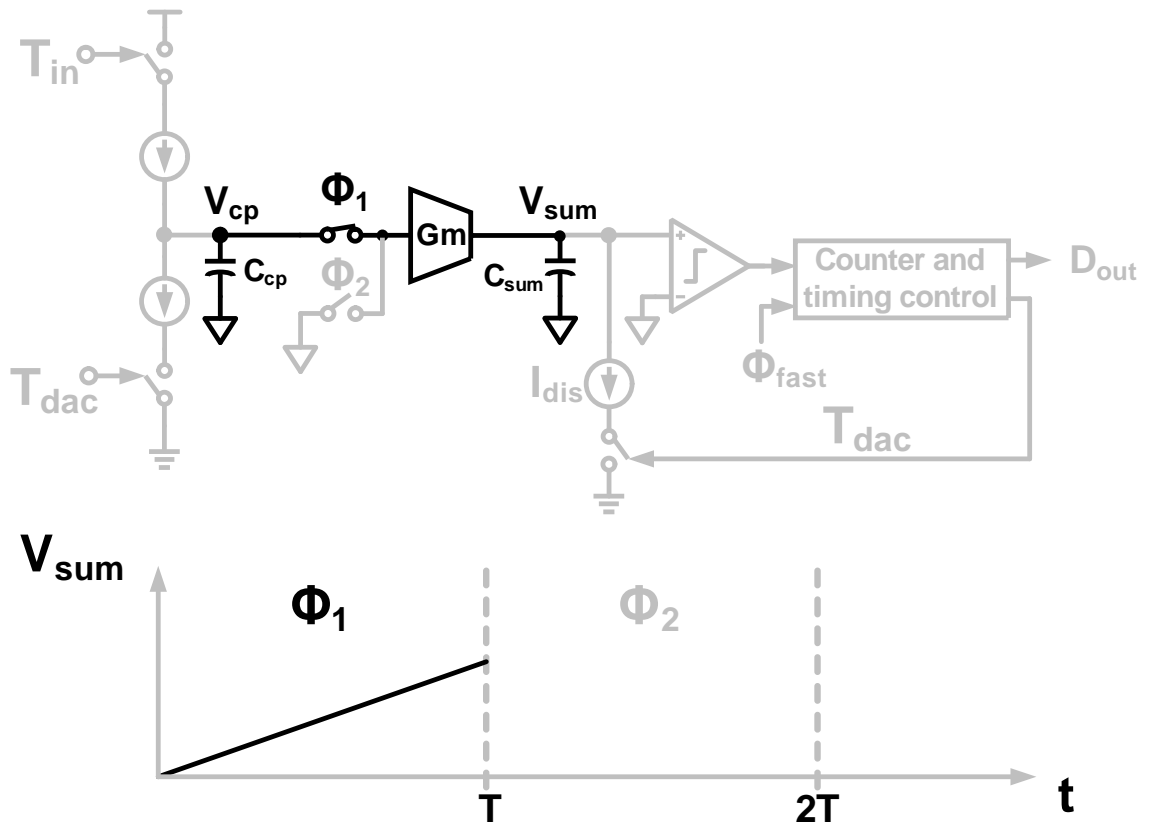 T_in
V_cp
Φ_1
Gm
V_sum
C_cp
Φ_2
C_sum
+
−
Counter and
timing control
D_out
T_dac
I_dis
Φ_fast
T_dac
V_sum
Φ_1
Φ_2
T
2T
t